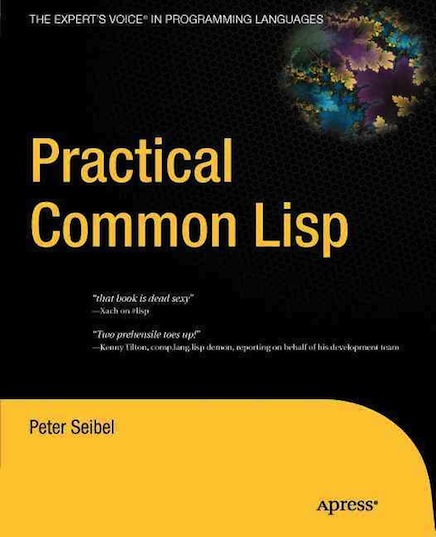 THE EXPERT'S VOICE® IN PROGRAMMING LANGUAGES
Practical
Common Lisp
“that book is dead sexy”
—Xach on #lisp
“Two prehensile toes up!”
—Kenny Tilton, comp.lang.lisp demon, reporting on behalf of his development team
Peter Seibel
Apress®